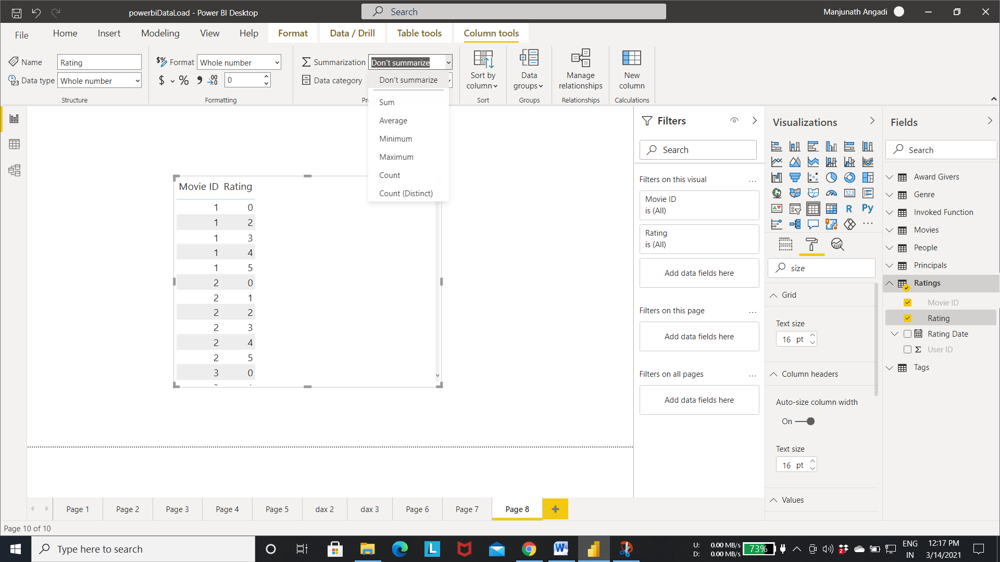 powerbiDataLoad - Power BI Desktop
Search
Manjunath Angadi
File
Home
Insert
Modeling
View
Help
Format
Data / Drill
Table tools
Column tools
Name
Rating
Data type
Whole number
Structure
$% Format
Whole number
$ % 9 .00
0
Formatting
Summarization
Don't summarize
Data category
Don't summarize
Sum
Average
Minimum
Maximum
Count
Count (Distinct)
Sort by
column
Sort
Data
groups
Groups
Manage
relationships
Relationships
New
column
Calculations
Movie ID Rating
1 0
1 2
1 3
1 4
1 5
2 0
2 1
2 2
2 3
2 4
2 5
3 0
Filters
Search
Filters on this visual
...
Movie ID
is (All)
Rating
is (All)
Add data fields here
Filters on this page
...
Add data fields here
Filters on all pages
...
Add data fields here
Visualizations
123
R Py
...
size
Grid
Text size
16 pt
Column headers
Auto-size column width
On
Text size
16 pt
Values
Fields
Search
Award Givers
Genre
Invoked Function
Movies
People
Principals
Ratings
Movie ID
Rating
Rating Date
Σ User ID
Tags
Page 1
Page 2
Page 3
Page 4
Page 5
dax 2
dax 3
Page 6
Page 7
Page 8
+
Page 10 of 10
Type here to search
L
W
U: 0.00 MB/s
D: 0.00 MB/s
73%
2
ENG
IN
12:17 PM
3/14/2021